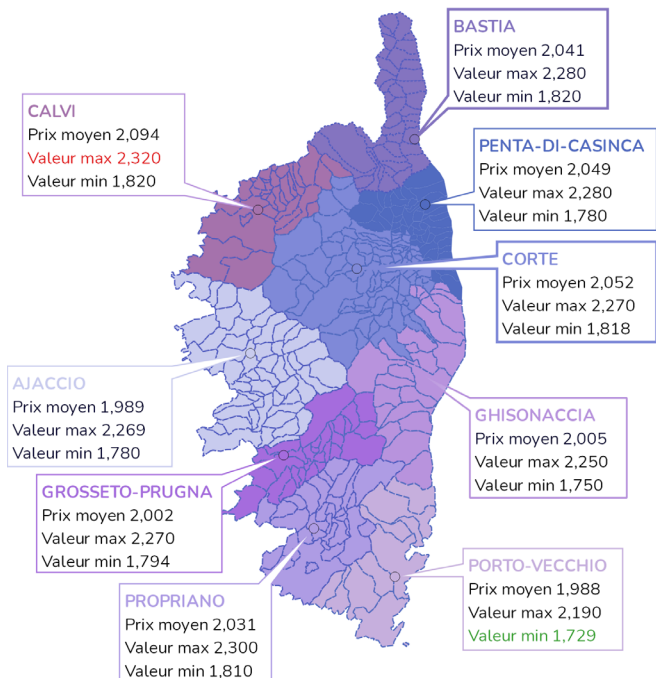 BASTIA
Prix moyen 2,041
Valeur max 2,280
Valeur min 1,820
CALVI
Prix moyen 2,094
Valeur max 2,320
Valeur min 1,820
PENTA-DI-CASINCA
Prix moyen 2,049
Valeur max 2,280
Valeur min 1,780
CORTE
Prix moyen 2,052
Valeur max 2,270
Valeur min 1,818
AJACCIO
Prix moyen 1,989
Valeur max 2,269
Valeur min 1,780
GHISONACCIA
Prix moyen 2,005
Valeur max 2,250
Valeur min 1,750
GROSSETO-PRUGNA
Prix moyen 2,002
Valeur max 2,270
Valeur min 1,794
PORTO-VECCHIO
Prix moyen 1,988
Valeur max 2,190
Valeur min 1,729
PROPRIANO
Prix moyen 2,031
Valeur max 2,300
Valeur min 1,810